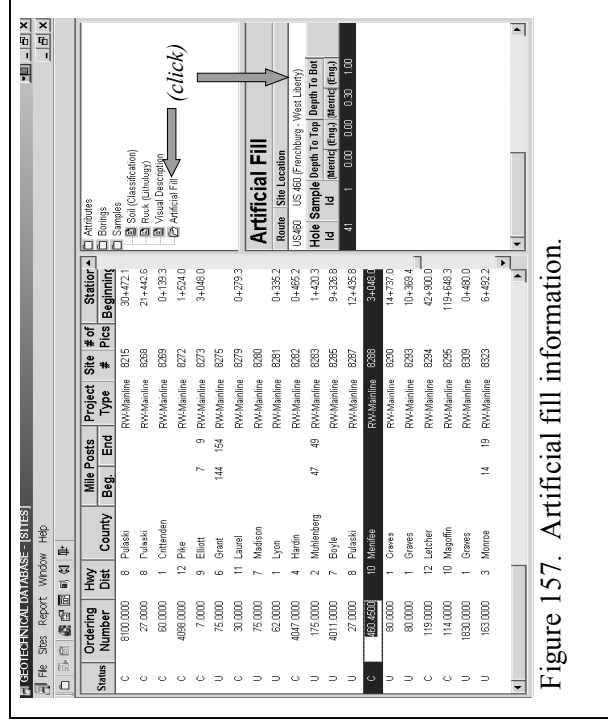 GEOTECHNICAL DATABASE - [SITES]
File Sites Report Window Help
Status Ordering Number Hwy Dist County Mile Posts Beg. End Project Type Site # # of Pics Station Beginning
C 8100.0000 8 Pulaski RW-Mainline 8215 30+472.1
C 27.0000 8 Pulaski RW-Mainline 8268 21+442.6
C 60.0000 1 Crittenden RW-Mainline 8269 0+139.3
C 4098.0000 12 Pike RW-Mainline 8272 1+524.0
C 7.0000 9 Elliott 7 9 RW-Mainline 8273 3+048.0
U 75.0000 6 Grant 144 154 RW-Mainline 8275
C 30.0000 11 Laurel RW-Mainline 8279 0+279.3
U 75.0000 7 Madison RW-Mainline 8280
U 62.0000 1 Lyon RW-Mainline 8281 0+335.2
C 4047.0000 4 Hardin RW-Mainline 8282 0+465.2
U 175.0000 2 Muhlenberg 47 49 RW-Mainline 8283 1+420.3
U 4011.0000 7 Boyle RW-Mainline 8285 9+326.8
U 27.0000 8 Pulaski RW-Mainline 8287 12+435.8
C 460.4500 10 Menifee RW-Mainline 8288 3+048.0
U 80.0000 1 Graves RW-Mainline 8290 14+737.0
U 80.0000 1 Graves RW-Mainline 8293 10+369.4
C 119.0000 12 Letcher RW-Mainline 8294 42+900.0
C 114.0000 10 Magoffin RW-Mainline 8295 119+648.3
U 1830.0000 1 Graves RW-Mainline 8309 0+480.0
U 163.0000 3 Monroe 14 19 RW-Mainline 8323 6+492.2
Attributes
Borings
Samples
Soil (Classification)
Rock (Lithology)
Visual Description
Artificial Fill
(click)
Artificial Fill
Route Site Location
US460 US 460 (Frenchburg - West Liberty)
Hole Sample Depth To Top Depth To Bot
Id Id (Metric (Eng.) (Metric (Eng.)
41 1 0.00 0.00 0.30 1.00
Figure 157. Artificial fill information.